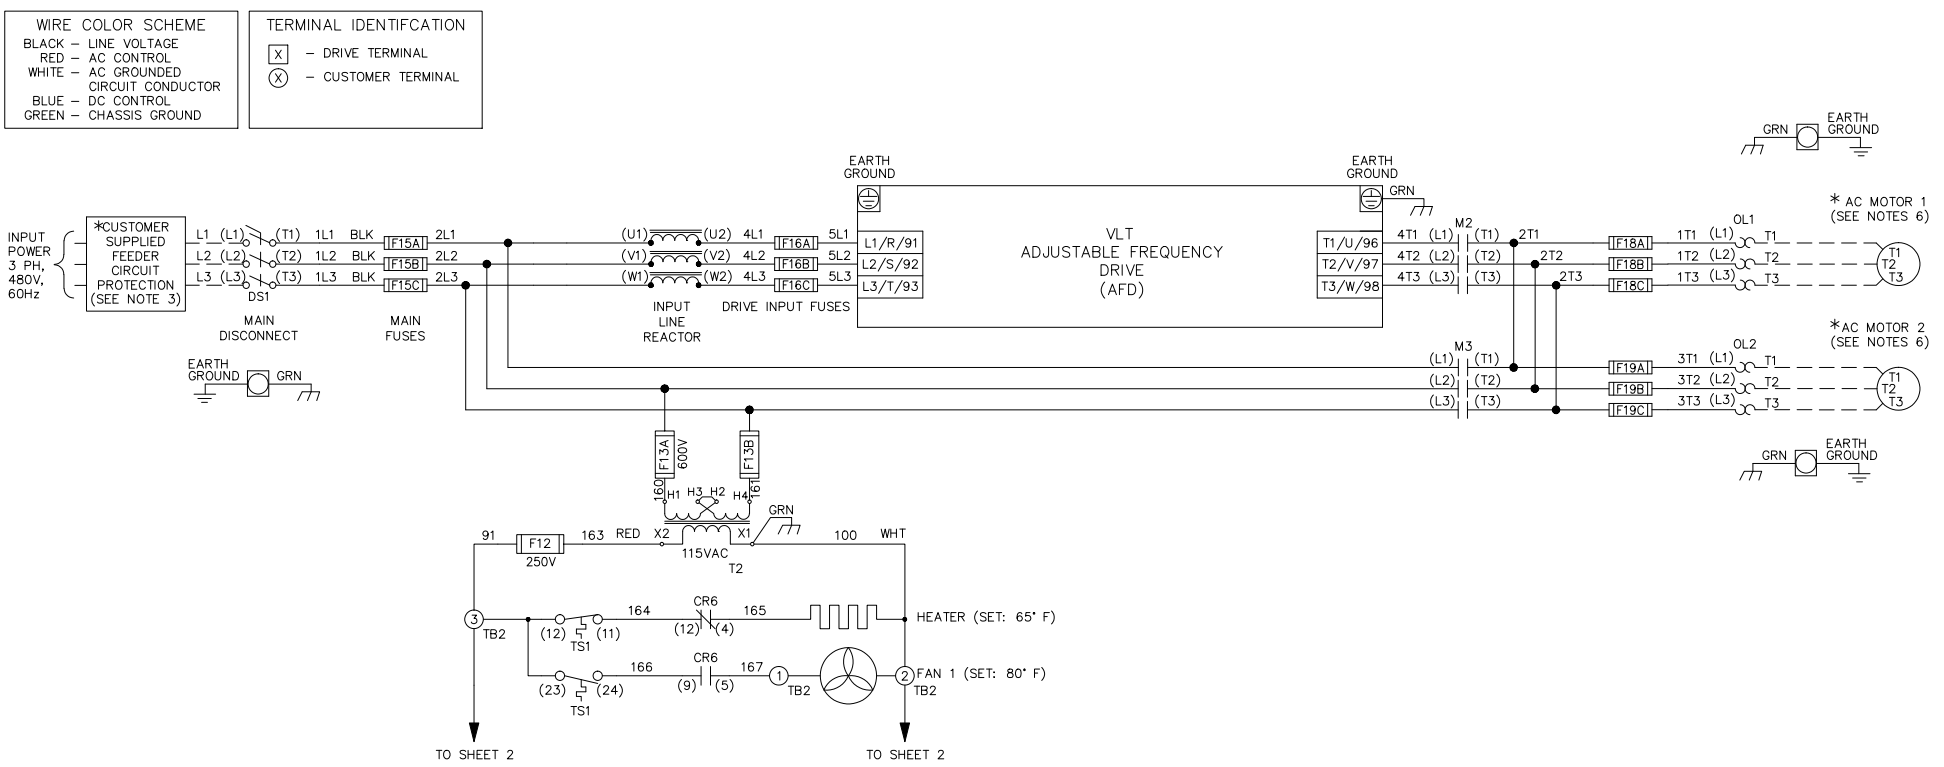 WIRE COLOR SCHEME
BLACK – LINE VOLTAGE
RED – AC CONTROL
WHITE – AC GROUNDED
CIRCUIT CONDUCTOR
BLUE – DC CONTROL
GREEN – CHASSIS GROUND
TERMINAL IDENTIFCATION
X – DRIVE TERMINAL
X – CUSTOMER TERMINAL
GRN
EARTH
GROUND
EARTH
GROUND
EARTH
GROUND
GRN
INPUT
POWER
3 PH,
480V,
60Hz
*CUSTOMER
SUPPLIED
FEEDER
CIRCUIT
PROTECTION
(SEE NOTE 3)
L1 (L1) (T1) 1L1 BLK F15A 2L1
L2 (L2) (T2) 1L2 BLK F15B 2L2
L3 (L3) (T3) 1L3 BLK F15C 2L3
DS1
MAIN
DISCONNECT
MAIN
FUSES
(U1) (U2) 4L1 F16A 5L1 L1/R/91
(V1) (V2) 4L2 F16B 5L2 L2/S/92
(W1) (W2) 4L3 F16C 5L3 L3/T/93
INPUT
LINE
REACTOR
DRIVE INPUT FUSES
VLT
ADJUSTABLE FREQUENCY
DRIVE
(AFD)
M2
T1/U/96 4T1 (L1) (T1) 2T1 F18A 1T1 (L1) T1
T2/V/97 4T2 (L2) (T2) 2T2 F18B 1T2 (L2) T2
T3/W/98 4T3 (L3) (T3) 2T3 F18C 1T3 (L3) T3
OL1
* AC MOTOR 1
(SEE NOTES 6)
T1
T2
T3
EARTH
GROUND
GRN
M3
(L1) (T1) F19A 3T1 (L1) T1
(L2) (T2) F19B 3T2 (L2) T2
(L3) (T3) F19C 3T3 (L3) T3
OL2
*AC MOTOR 2
(SEE NOTES 6)
T1
T2
T3
GRN
EARTH
GROUND
F13A
600V
F13B
160
161
H1 H3 H2 H4
GRN
91 F12 163 RED X2 X1 100 WHT
250V
115VAC
T2
3
TB2
(12) (11) 164 CR6 165 HEATER (SET: 65° F)
TS1
(12) (4)
(23) (24) 166 CR6 167 1 2 FAN 1 (SET: 80° F)
TS1
(9) (5)
TB2
TB2
TO SHEET 2
TO SHEET 2